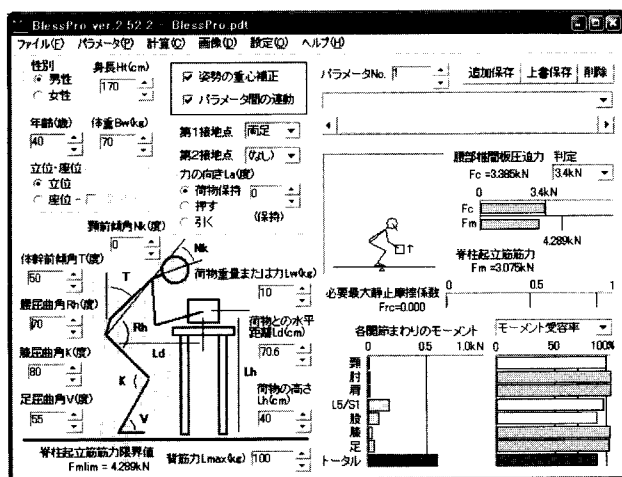 BlessPro ver.2.52.2 - BlessPro.pdt
ファイル(F) パラメータ(P) 計算(C) 画像(D) 設定(O) ヘルプ(H)
性別
男性
女性
身長Ht(cm)
170
姿勢の重心補正
パラメータ間の連動
パラメータNo. 1
追加保存 上書保存 削除
年齢(歳)
40
体重Bw(kg)
70
第1接地点 両足
第2接地点 (なし)
立位・座位
立位
座位 -
力の向きLa(度)
荷物保持 0
押す
引く
(保持)
腰部椎間板圧迫力 判定
Fc =3.385kN 3.4kN
0 3.4kN
Fc
Fm
4.289kN
脊柱起立筋筋力
Fm =3.075kN
頸前傾角Nk(度)
0
Nk
体幹前傾角T(度)
50
T
荷物重量または力Lw(kg)
10
必要最大静止摩擦係数
Frc=0.000
0 0.5 1
腰屈曲角Rh(度)
70
Rh
Ld
荷物との水平
距離Ld(cm)
70.6
Lh
膝屈曲角K(度)
80
K
荷物の高さ
Lh(cm)
40
足屈曲角V(度)
55
V
各関節まわりのモーメント
0 0.5 1.0kN
モーメント受容率
0 50 100%
頸
肘
肩
L5/S1
股
膝
足
トータル
脊柱起立筋筋力限界値
Fmlim = 4.289kN
背筋力Lmax(kg) 100